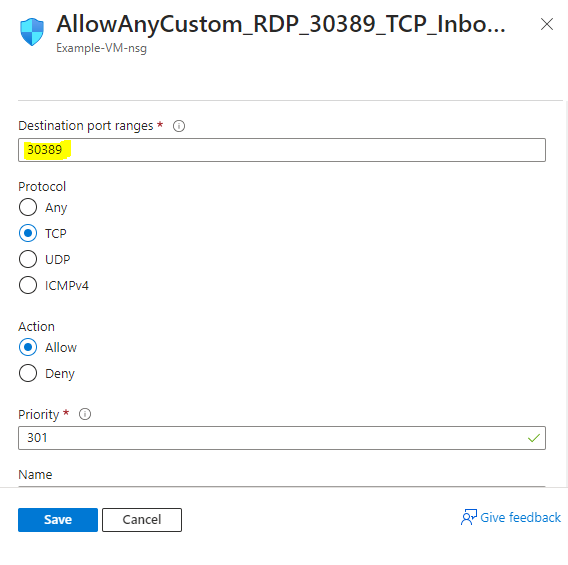 AllowAnyCustom_RDP_30389_TCP_Inbo...
Example-VM-nsg
Destination port ranges *
30389
Protocol
Any
TCP
UDP
ICMPv4
Action
Allow
Deny
Priority *
301
Name
Save
Cancel
Give feedback